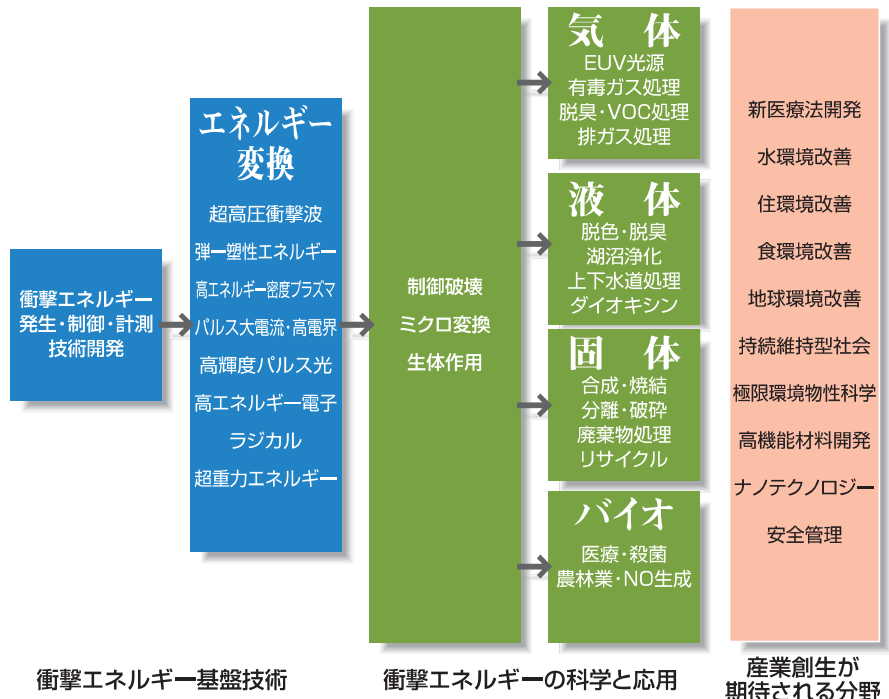 衝撃エネルギー
発生・制御・計測
技術開発
エネルギー
変換
超高圧衝撃波
弾ー塑性エネルギー
高エネルギー密度プラズマ
パルス大電流・高電界
高輝度パルス光
高エネルギー電子
ラジカル
超重力エネルギー
衝撃エネルギー基盤技術
制御破壊
ミクロ変換
生体作用
気　体
EUV光源
有毒ガス処理
脱臭・VOC処理
排ガス処理
液　体
脱色・脱臭
湖沼浄化
上下水道処理
ダイオキシン
固　体
合成・焼結
分離・破砕
廃棄物処理
リサイクル
バイオ
医療・殺菌
農林業・NO生成
衝撃エネルギーの科学と応用
新医療法開発
水環境改善
住環境改善
食環境改善
地球環境改善
持続維持型社会
極限環境物性科学
高機能材料開発
ナノテクノロジー
安全管理
産業創生が
期待される分野